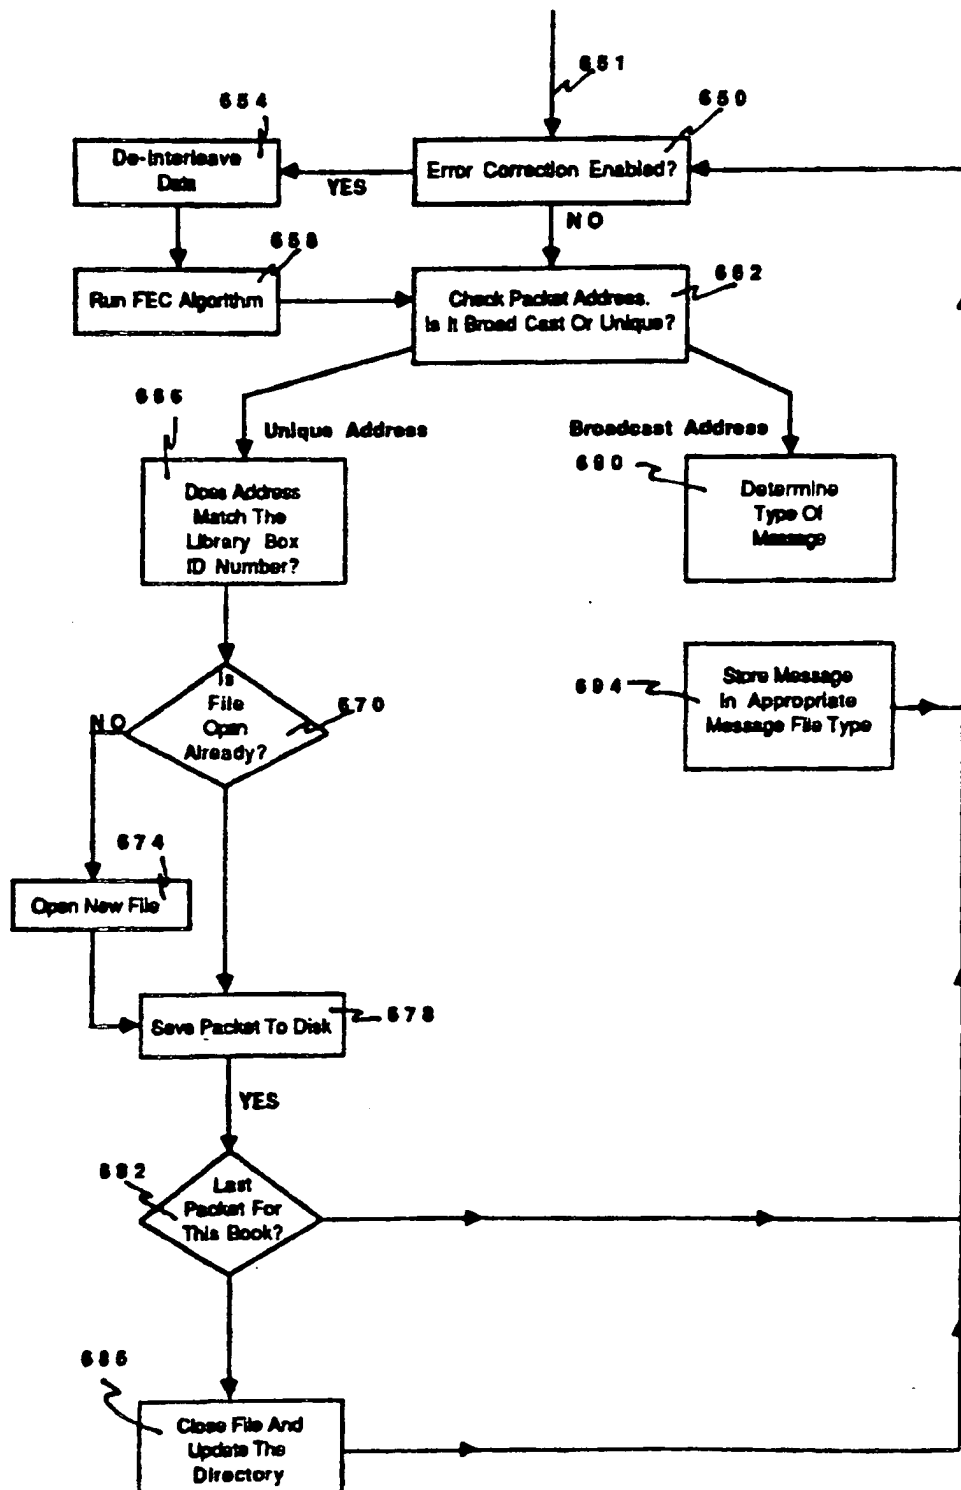 651
650
654
De-Interleave
Data
YES
Error Correction Enabled?
NO
658
Run FEC Algorithm
662
Check Packet Address.
Is It Broad Cast Or Unique?
666
Unique Address
Broadcast Address
690
Does Address
Match The
Library Box
ID Number?
Determine
Type Of
Message
Is
File
Open
Already?
670
NO
694
Store Message
In Appropriate
Message File Type
674
Open New File
Save Packet To Disk
678
YES
682
Last
Packet For
This Book?
686
Close File And
Update The
Directory